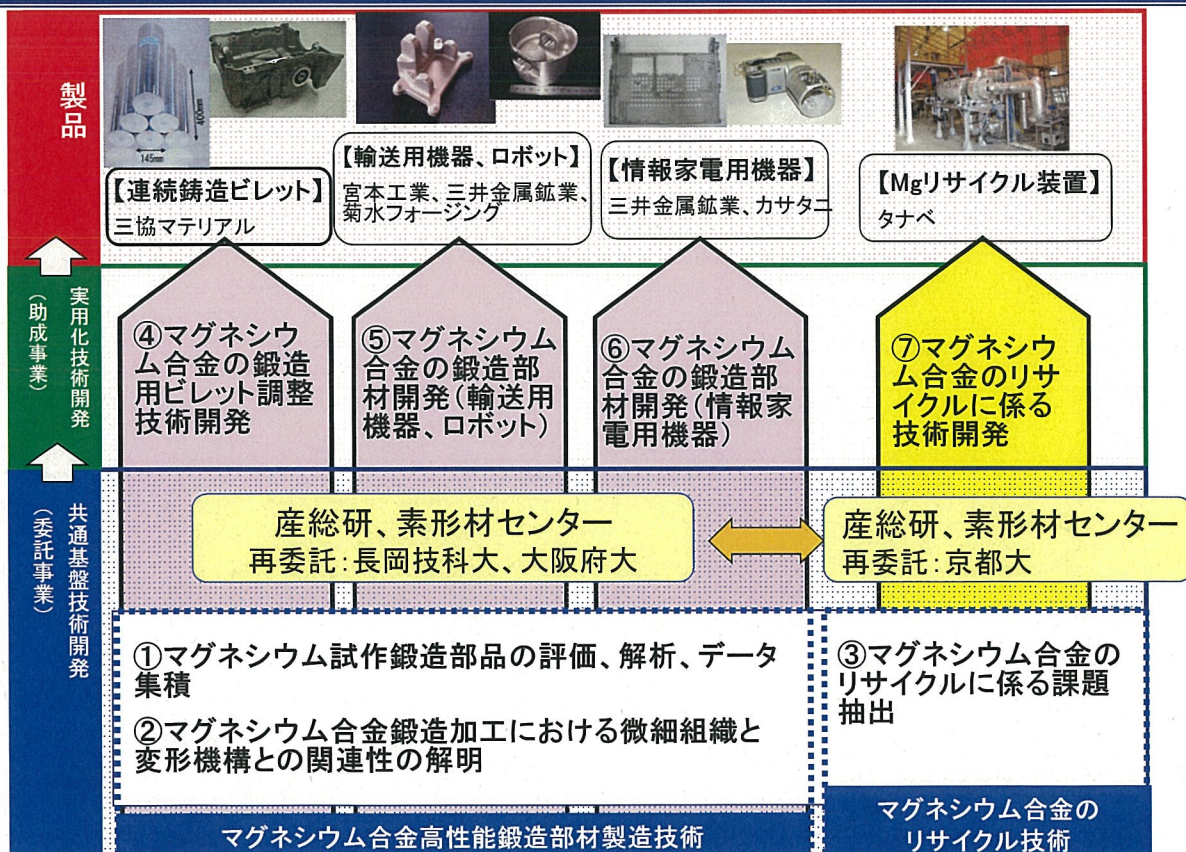 製品
400mm
145mm
【連続鋳造ビレット】
三協マテリアル
【輸送用機器、ロボット】
宮本工業、三井金属鉱業、
菊水フォージング
【情報家電用機器】
三井金属鉱業、カサタニ
【Mgリサイクル装置】
タナベ
実用化技術開発
（助成事業）
④マグネシウ
ム合金の鍛造
用ビレット調整
技術開発
⑤マグネシウム
合金の鍛造部
材開発(輸送用
機器、ロボット）
⑥マグネシウム
合金の鍛造部
材開発(情報家
電用機器）
⑦マグネシウ
ム合金のリサ
イクルに係る
技術開発
共通基盤技術開発
（委託事業）
産総研、素形材センター
再委託：長岡技科大、大阪府大
産総研、素形材センター
再委託：京都大
①マグネシウム試作鍛造部品の評価、解析、データ
集積
②マグネシウム合金鍛造加工における微細組織と
変形機構との関連性の解明
③マグネシウム合金の
リサイクルに係る課題
抽出
マグネシウム合金高性能鍛造部材製造技術
マグネシウム合金の
リサイクル技術